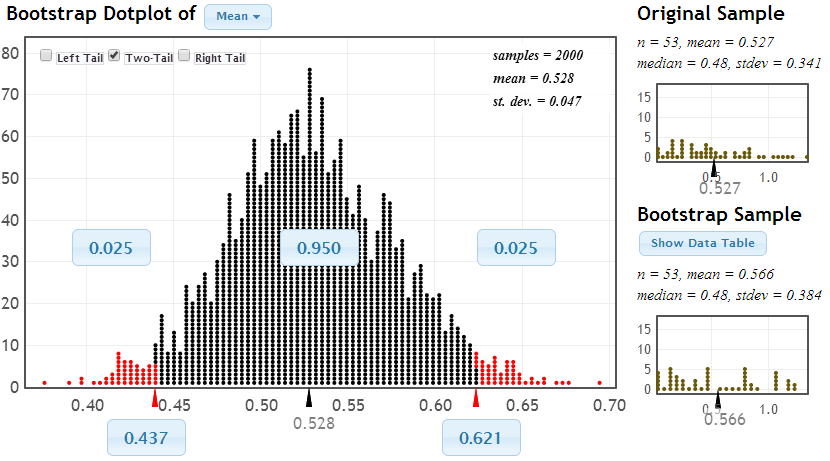 Bootstrap Dotplot of Mean
Left Tail Two-Tail Right Tail
samples = 2000
mean = 0.528
st. dev. = 0.047
80
70
60
50
40
30
20
10
0
0.025 0.950 0.025
0.40 0.45 0.50 0.55 0.60 0.65 0.70
0.528
0.437 0.621
Original Sample
n = 53, mean = 0.527
median = 0.48, stdev = 0.341
15
10
5
0
0.5 1.0
0.527
Bootstrap Sample
Show Data Table
n = 53, mean = 0.566
median = 0.48, stdev = 0.384
15
10
5
0
0.5 1.0
0.566